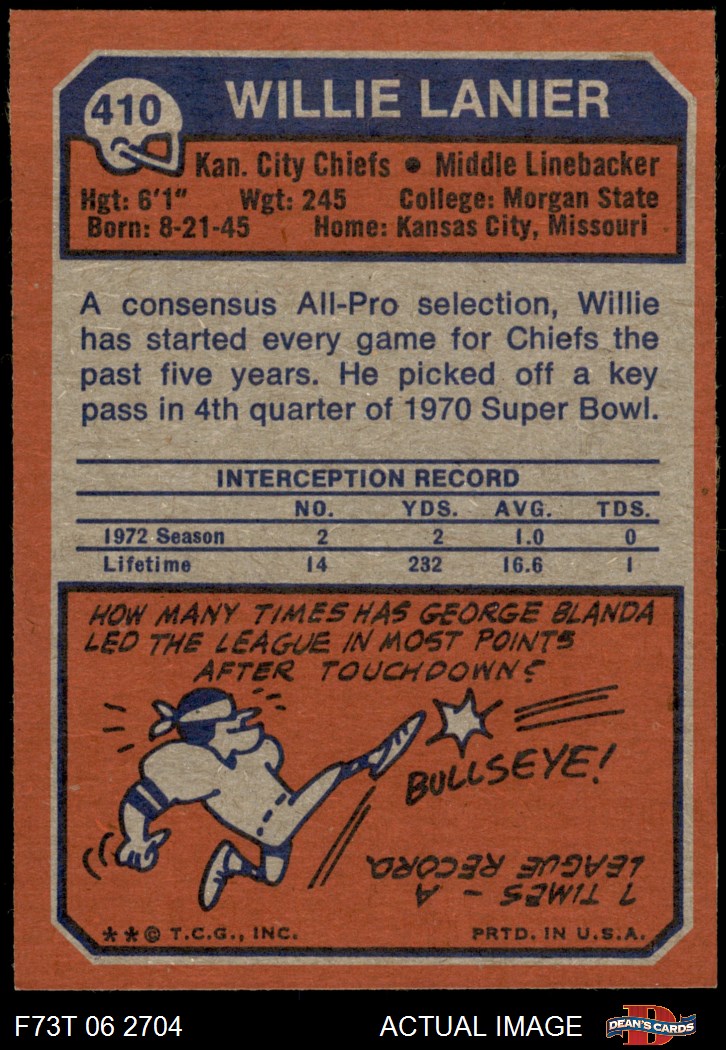 410
WILLIE LANIER
Kan. City Chiefs ● Middle Linebacker
Hgt: 6'1" Wgt: 245 College: Morgan State
Born: 8-21-45 Home: Kansas City, Missouri
A consensus All-Pro selection, Willie
has started every game for Chiefs the
past five years. He picked off a key
pass in 4th quarter of 1970 Super Bowl.
INTERCEPTION RECORD
NO. YDS. AVG. TDS.
1972 Season 2 2 1.0 0
Lifetime 14 232 16.6 1
HOW MANY TIMES HAS GEORGE BLANDA
LED THE LEAGUE IN MOST POINTS
AFTER TOUCHDOWN?
BULLSEYE!
7 TIMES - A
LEAGUE RECORD.
**© T.C.G., INC. PRTD. IN U.S.A.
F73T 06 2704 ACTUAL IMAGE D DEAN'S CARDS